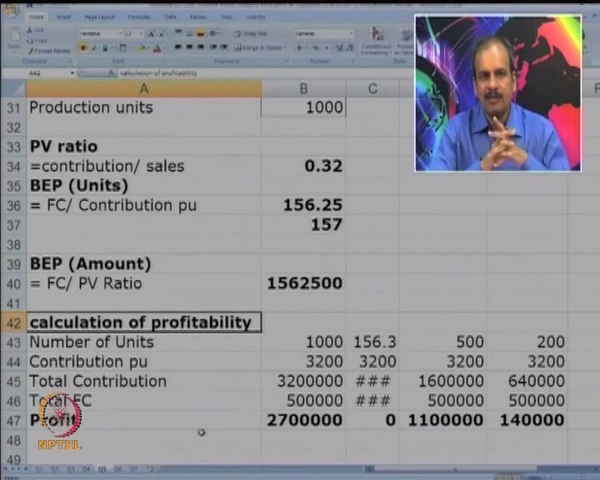 Home
A42
calculation of profitability
A B C D E F
31 Production units 1000
32
33 PV ratio
34 =contribution/ sales 0.32
35 BEP (Units)
36 = FC/ Contribution pu 156.25
37 157
38
39 BEP (Amount)
40 = FC/ PV Ratio 1562500
41
42 calculation of profitability
43 Number of Units 1000 156.3 500 200
44 Contribution pu 3200 3200 3200 3200
45 Total Contribution 3200000 ### 1600000 640000
46 Total FC 500000 ### 500000 500000
47 Profit 2700000 0 1100000 140000
48
49
NPTEL